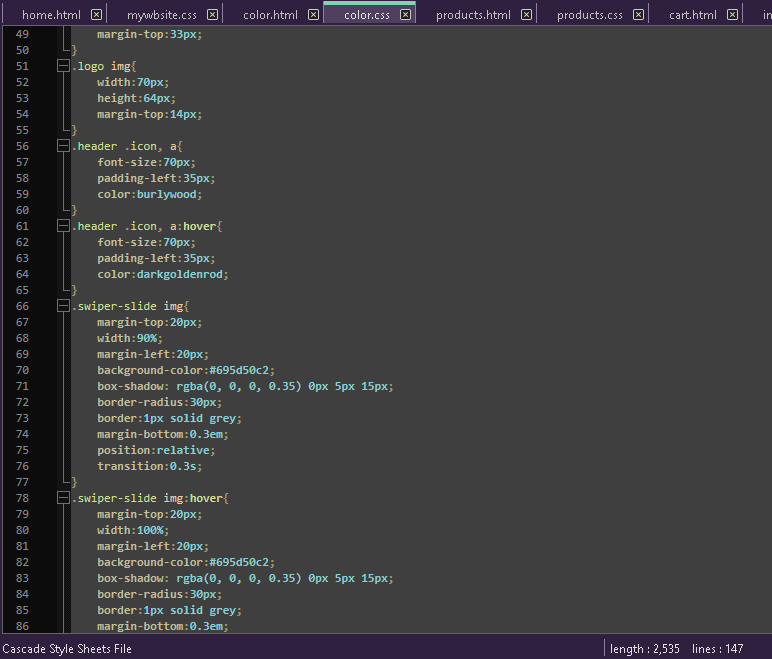 home.html mywbsite.css color.html color.css products.html products.css cart.html in
49 margin-top:33px;
50 }
51 .logo img{
52 width:70px;
53 height:64px;
54 margin-top:14px;
55 }
56 .header .icon, a{
57 font-size:70px;
58 padding-left:35px;
59 color:burlywood;
60 }
61 .header .icon, a:hover{
62 font-size:70px;
63 padding-left:35px;
64 color:darkgoldenrod;
65 }
66 .swiper-slide img{
67 margin-top:20px;
68 width:90%;
69 margin-left:20px;
70 background-color:#695d50c2;
71 box-shadow: rgba(0, 0, 0, 0.35) 0px 5px 15px;
72 border-radius:30px;
73 border:1px solid grey;
74 margin-bottom:0.3em;
75 position:relative;
76 transition:0.3s;
77 }
78 .swiper-slide img:hover{
79 margin-top:20px;
80 width:100%;
81 margin-left:20px;
82 background-color:#695d50c2;
83 box-shadow: rgba(0, 0, 0, 0.35) 0px 5px 15px;
84 border-radius:30px;
85 border:1px solid grey;
86 margin-bottom:0.3em;
Cascade Style Sheets File length : 2,535 lines : 147